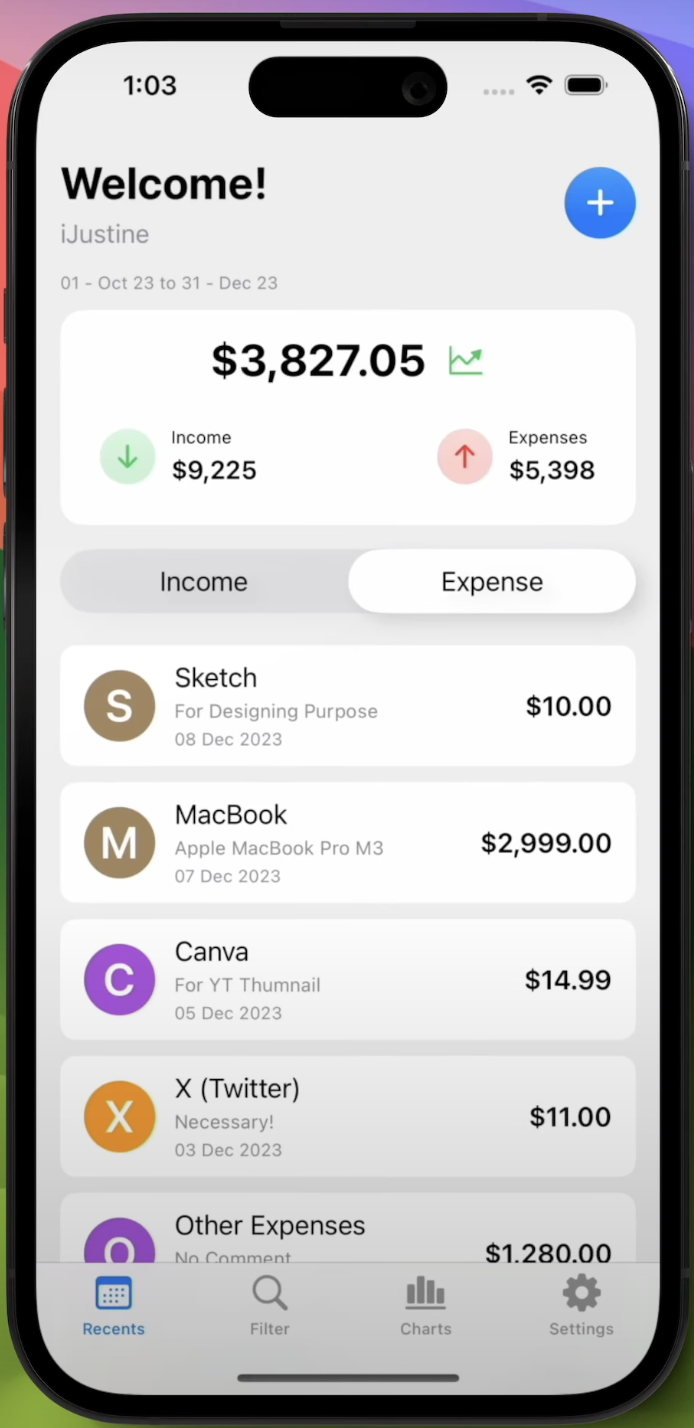 1:03
Welcome!
iJustine
01 - Oct 23 to 31 - Dec 23
$3,827.05
Income
$9,225
Expenses
$5,398
Income
Expense
S
Sketch
For Designing Purpose
08 Dec 2023
$10.00
M
MacBook
Apple MacBook Pro M3
07 Dec 2023
$2,999.00
C
Canva
For YT Thumnail
05 Dec 2023
$14.99
X
X (Twitter)
Necessary!
03 Dec 2023
$11.00
O
Other Expenses
No Comment
$1,280.00
Recents
Filter
Charts
Settings